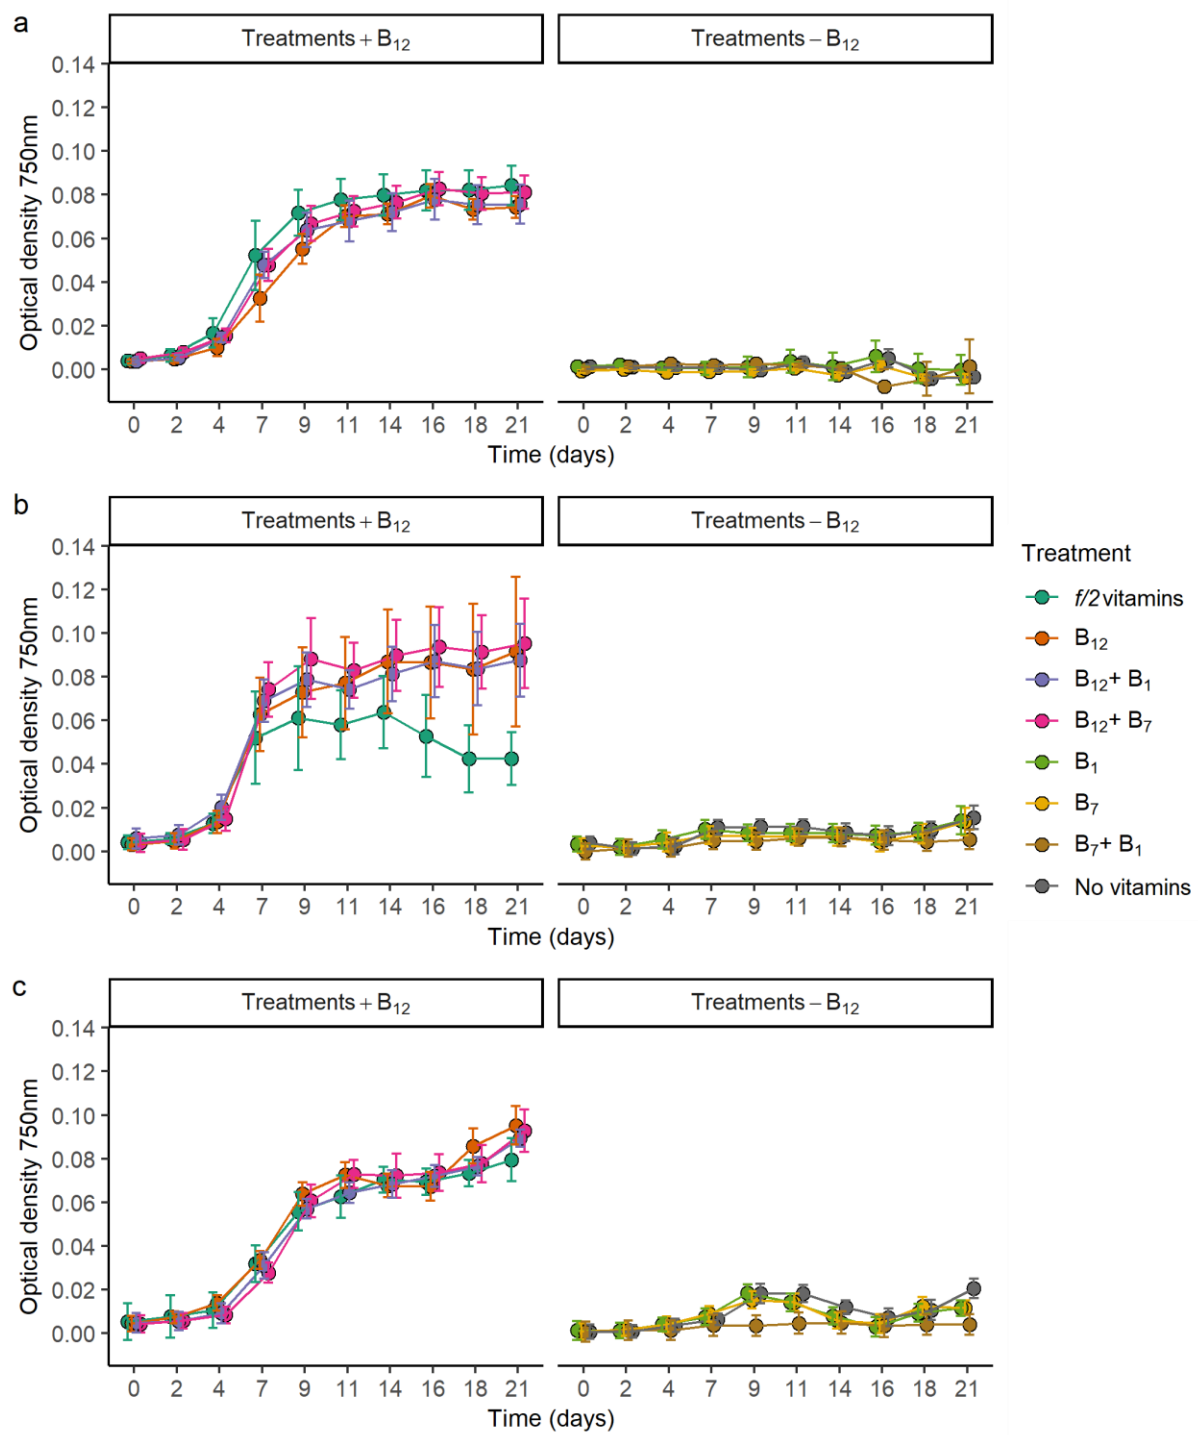 a
Treatments + B12 Treatments – B12
0.14
0.12
0.10
0.08
0.06
0.04
0.02
0.00
Optical density 750nm
0 2 4 7 9 11 14 16 18 21 0 2 4 7 9 11 14 16 18 21
Time (days) Time (days)
b
Treatments + B12 Treatments – B12
0.14
0.12
0.10
0.08
0.06
0.04
0.02
0.00
Optical density 750nm
0 2 4 7 9 11 14 16 18 21 0 2 4 7 9 11 14 16 18 21
Time (days) Time (days)
Treatment
f/2 vitamins
B12
B12+ B1
B12+ B7
B1
B7
B7+ B1
No vitamins
c
Treatments + B12 Treatments – B12
0.14
0.12
0.10
0.08
0.06
0.04
0.02
0.00
Optical density 750nm
0 2 4 7 9 11 14 16 18 21 0 2 4 7 9 11 14 16 18 21
Time (days) Time (days)